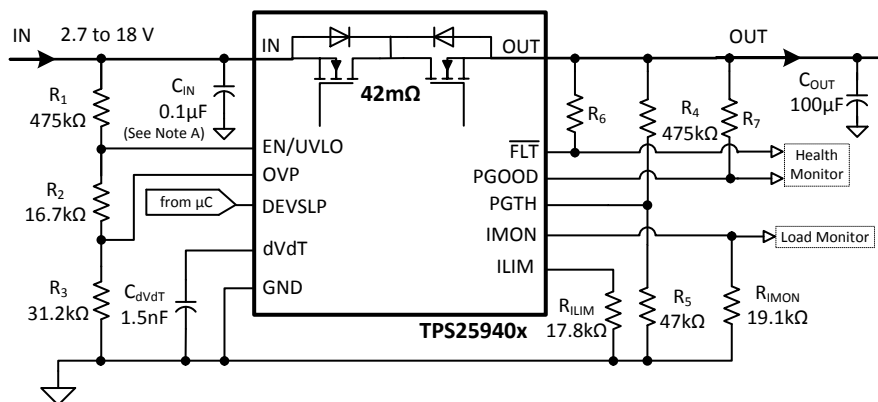 IN 2.7 to 18 V
IN
OUT
OUT
R1
475kΩ
CIN
0.1µF
(See Note A)
42mΩ
R6
R4
475kΩ
R7
COUT
100µF
EN/UVLO
FLT
Health
Monitor
R2
16.7kΩ
OVP
PGOOD
from µC
DEVSLP
PGTH
dVdT
IMON
Load Monitor
ILIM
R3
31.2kΩ
CdVdT
1.5nF
GND
RILIM
17.8kΩ
R5
47kΩ
RIMON
19.1kΩ
TPS25940x